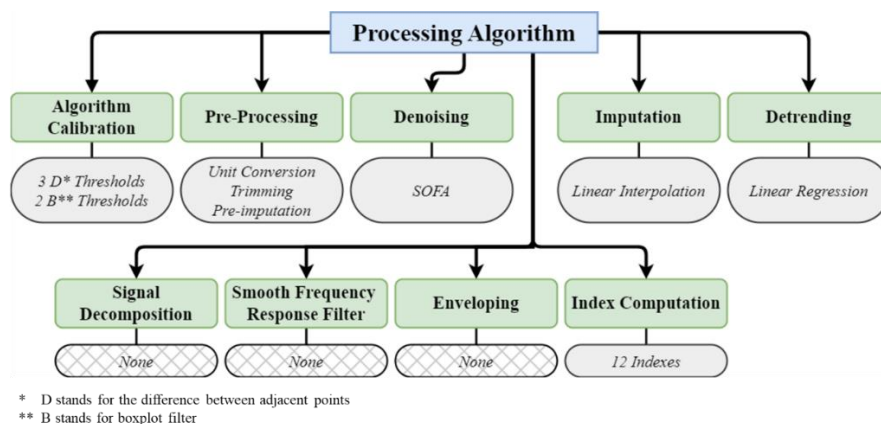 Processing Algorithm
Algorithm
Calibration
3 D* Thresholds
2 B** Thresholds
Pre-Processing
Unit Conversion
Trimming
Pre-imputation
Denoising
SOFA
Imputation
Linear Interpolation
Detrending
Linear Regression
Signal
Decomposition
None
Smooth Frequency
Response Filter
None
Enveloping
None
Index Computation
12 Indexes
* D stands for the difference between adjacent points
** B stands for boxplot filter